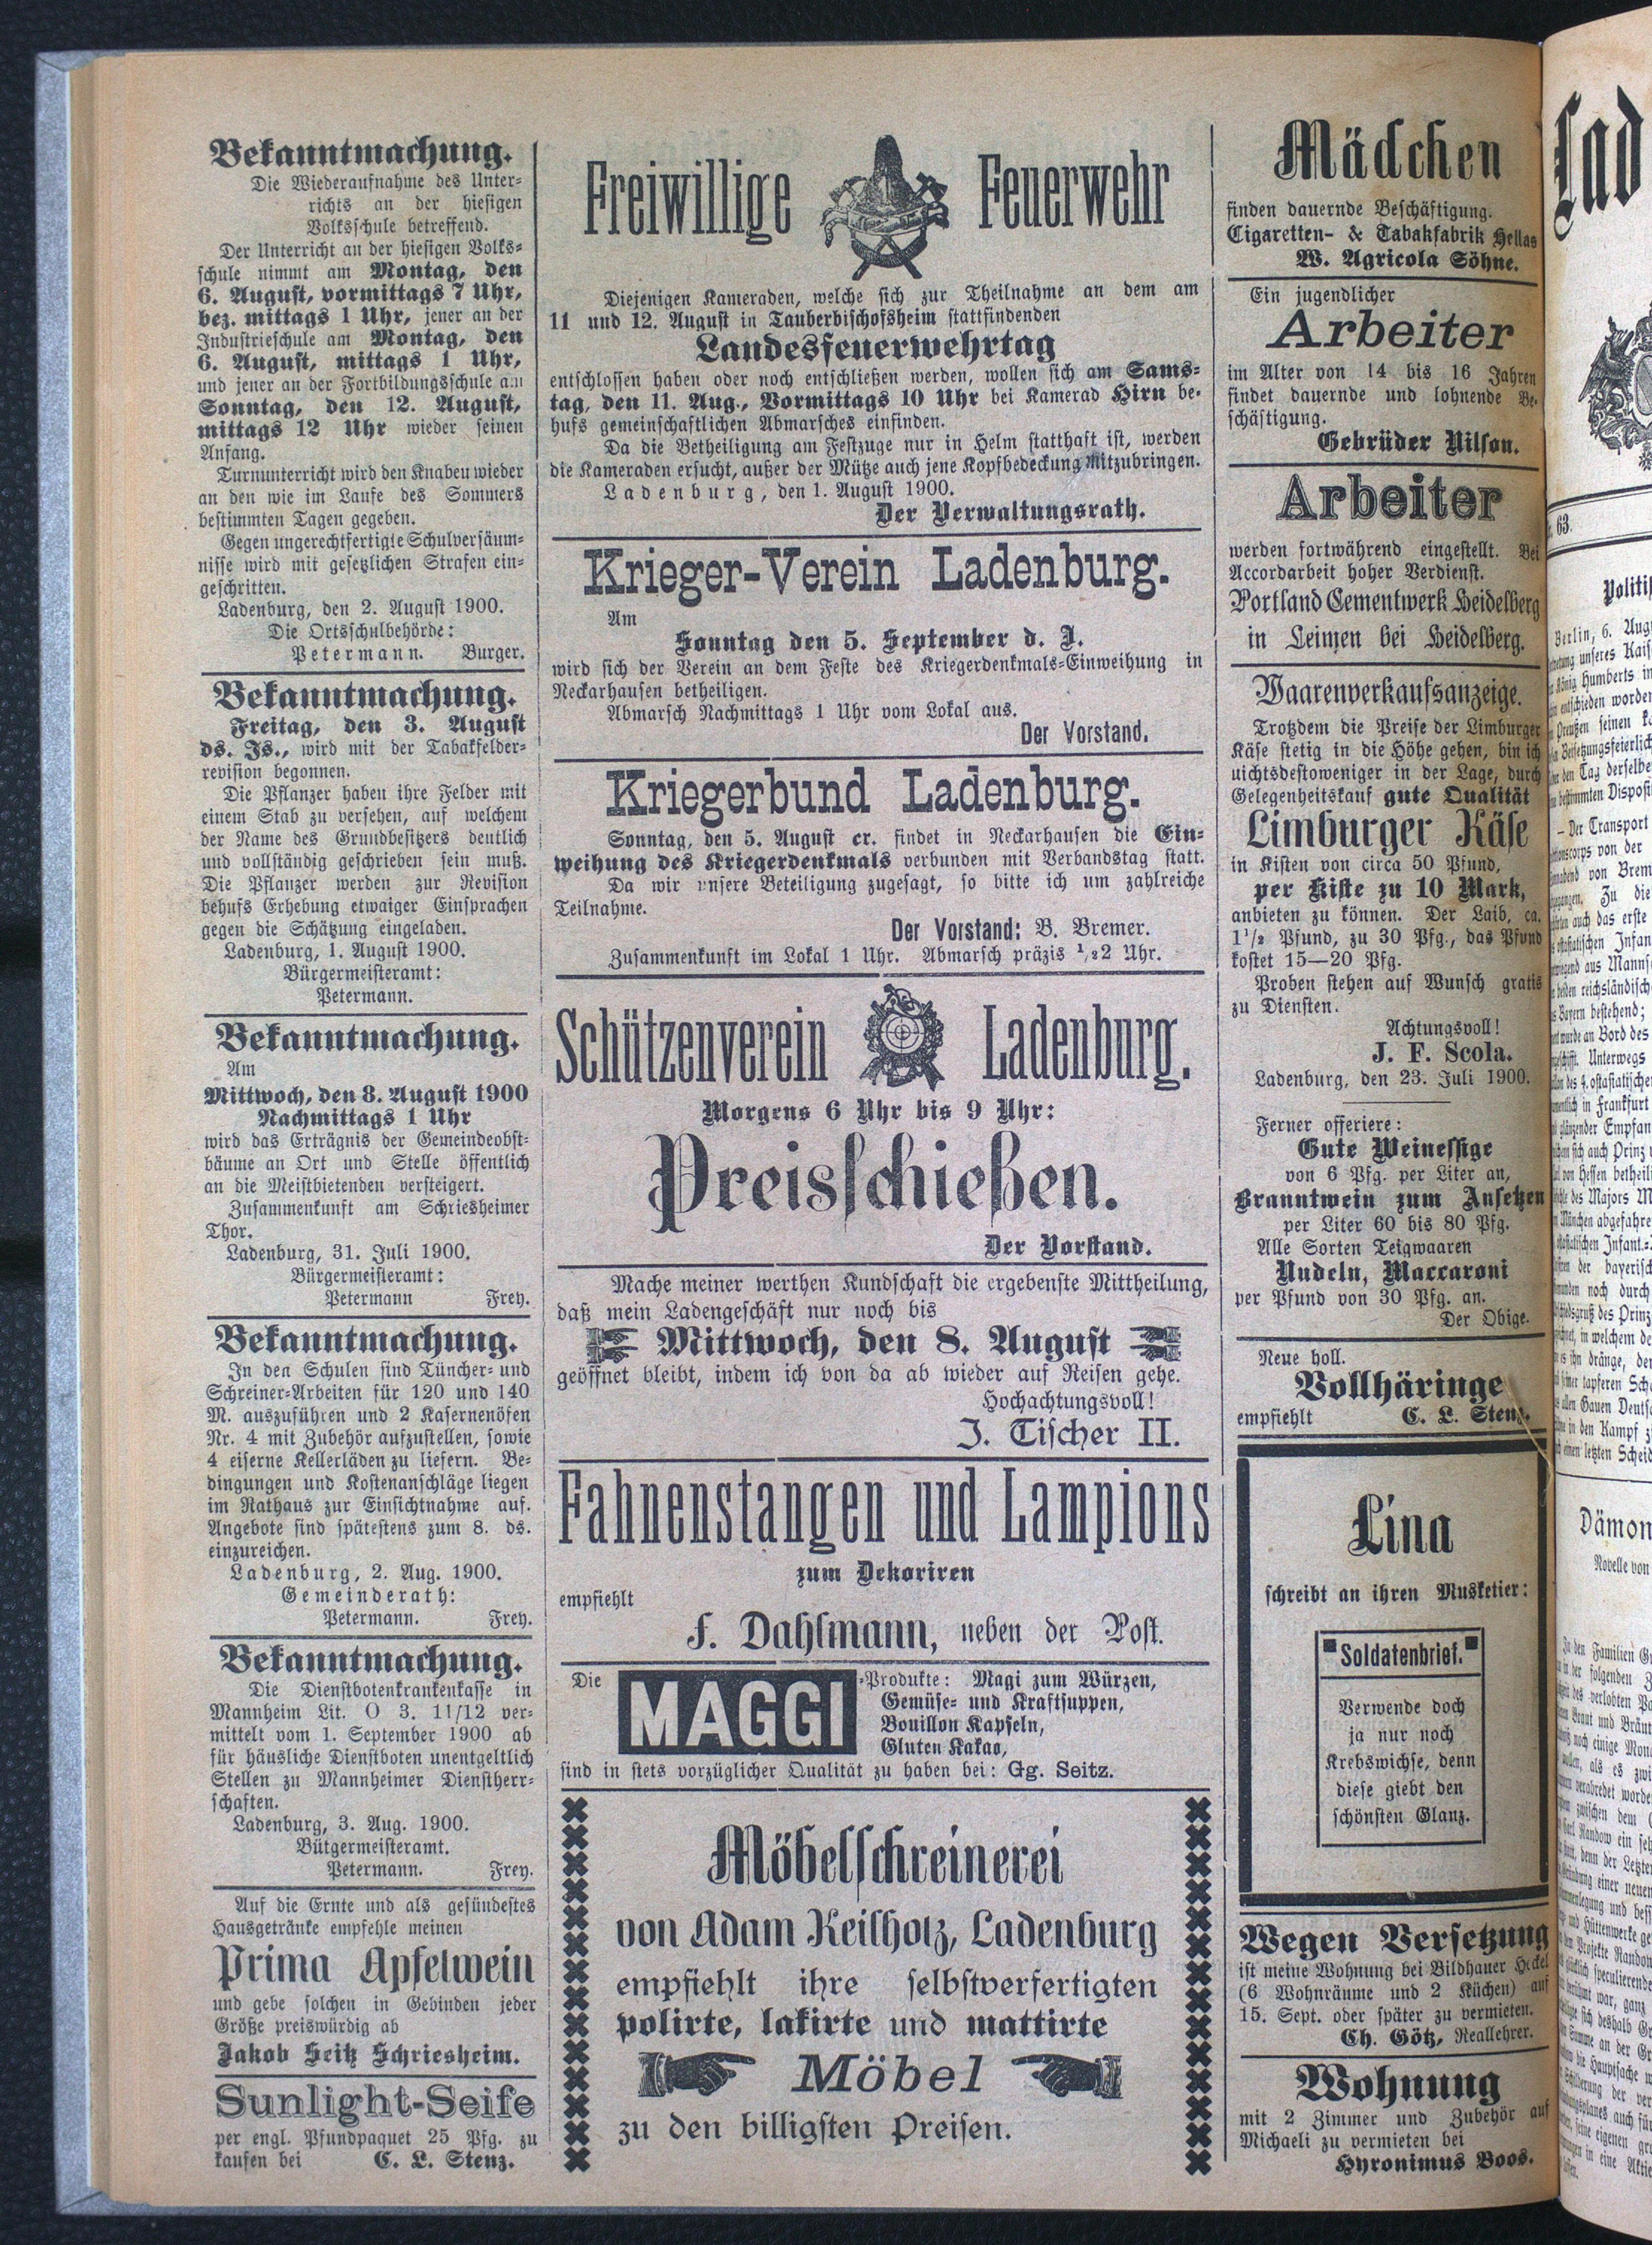 Bekanntmachung.
Die Wiederaufnahme des Unter-
richts an der hiesigen
Volksschule betreffend.
Der Unterricht an der hiesigen Volks-
schule nimmt am Montag, den
6. August, vormittags 7 Uhr,
bez. mittags 1 Uhr, jener an der
Industrieschule am Montag, den
6. August, mittags 1 Uhr,
und jener an der Fortbildungsschule am
Sonntag, den 12. August,
mittags 12 Uhr wieder seinen
Anfang.
Turnunterricht wird den Knaben wieder
an den wie im Laufe des Sommers
bestimmten Tagen gegeben.
Gegen ungerechtfertigte Schulversäum-
nisse wird mit gesetzlichen Strafen ein-
geschritten.
Ladenburg, den 2. August 1900.
Die Ortsschulbehörde:
Petermann. Burger.
Bekanntmachung.
Freitag, den 3. August
ds. Js., wird mit der Tabakfelder-
revision begonnen.
Die Pflanzer haben ihre Felder mit
einem Stab zu versehen, auf welchem
der Name des Grundbesitzers deutlich
und vollständig geschrieben sein muß.
Die Pflanzer werden zur Revision
behufs Erhebung etwaiger Einsprachen
gegen die Schätzung eingeladen.
Ladenburg, 1. August 1900.
Bürgermeisteramt:
Petermann.
Bekanntmachung.
Am
Mittwoch, den 8. August 1900
Nachmittags 1 Uhr
wird das Erträgnis der Gemeindeobst-
bäume an Ort und Stelle öffentlich
an die Meistbietenden versteigert.
Zusammenkunft am Schriesheimer
Thor.
Ladenburg, 31. Juli 1900.
Bürgermeisteramt:
Petermann Frey.
Bekanntmachung.
In den Schulen sind Tüncher- und
Schreiner-Arbeiten für 120 und 140
M. auszuführen und 2 Kasernenöfen
Nr. 4 mit Zubehör aufzustellen, sowie
4 eiserne Kellerläden zu liefern. Be-
dingungen und Kostenanschläge liegen
im Rathaus zur Einsichtnahme auf.
Angebote sind spätestens zum 8. ds.
einzureichen.
Ladenburg, 2. Aug. 1900.
Gemeinderath:
Petermann. Frey.
Bekanntmachung.
Die Dienstbotenkrankenkasse in
Mannheim Lit. O 3. 11/12 ver-
mittelt vom 1. September 1900 ab
für häusliche Dienstboten unentgeltlich
Stellen zu Mannheimer Dienstherr-
schaften.
Ladenburg, 3. Aug. 1900.
Bütgermeisteramt.
Petermann. Frey.
Auf die Ernte und als gesündestes
Hausgetränke empfehle meinen
Prima Apfelwein
und gebe solchen in Gebinden jeder
Größe preiswürdig ab
Jakob Seitz Schriesheim.
Sunlight-Seife
per engl. Pfundpaquet 25 Pfg. zu
kaufen bei C. L. Stenz.
Freiwillige Feuerwehr
Diejenigen Kameraden, welche sich zur Theilnahme an dem am
11 und 12. August in Tauberbischofsheim stattfindenden
Landesfeuerwehrtag
entschlossen haben oder noch entschließen werden, wollen sich am Sams-
tag, den 11. Aug., Vormittags 10 Uhr bei Kamerad Hirn be-
hufs gemeinschaftlichen Abmarsches einfinden.
Da die Betheiligung am Festzuge nur in Helm statthaft ist, werden
die Kameraden ersucht, außer der Mütze auch jene Kopfbedeckung mitzubringen.
Ladenburg, den 1. August 1900.
Der Verwaltungsrath.
Krieger-Verein Ladenburg.
Am
Sonntag den 5. September d. J.
wird sich der Verein an dem Feste des Kriegerdenkmals-Einweihung in
Neckarhausen betheiligen.
Abmarsch Nachmittags 1 Uhr vom Lokal aus.
Der Vorstand.
Kriegerbund Ladenburg.
Sonntag, den 5. August cr. findet in Neckarhausen die Ein-
weihung des Kriegerdenkmals verbunden mit Verbandstag statt.
Da wir unsere Beteiligung zugesagt, so bitte ich um zahlreiche
Teilnahme.
Der Vorstand: B. Bremer.
Zusammenkunft im Lokal 1 Uhr. Abmarsch präzis 1/22 Uhr.
Schützenverein Ladenburg.
Morgens 6 Uhr bis 9 Uhr:
Preisschießen.
Der Vorstand.
Mache meiner werthen Kundschaft die ergebenste Mittheilung,
daß mein Ladengeschäft nur noch bis
Mittwoch, den 8. August
geöffnet bleibt, indem ich von da ab wieder auf Reisen gehe.
Hochachtungsvoll!
J. Tischer II.
Fahnenstangen und Lampions
zum Dekoriren
empfiehlt
F. Dahlmann, neben der Post.
Die MAGGI -Produkte: Magi zum Würzen,
Gemüse- und Kraftsuppen,
Bouillon Kapseln,
Gluten Kakao,
sind in stets vorzüglicher Qualität zu haben bei: Gg. Seitz.
Möbelschreinerei
von Adam Keilholz, Ladenburg
empfiehlt ihre selbstverfertigten
polirte, lakirte und mattirte
Möbel
zu den billigsten Preisen.
Mädchen
finden dauernde Beschäftigung.
Cigaretten- & Tabakfabrik Hellas
W. Agricola Söhne.
Ein jugendlicher
Arbeiter
im Alter von 14 bis 16 Jahren
findet dauernde und lohnende Be-
schäftigung.
Gebrüder Nilson.
Arbeiter
werden fortwährend eingestellt. Bei
Accordarbeit hoher Verdienst.
Portland Cementwerk Heidelberg
in Leimen bei Heidelberg.
Waarenverkaufsanzeige.
Trotzdem die Preise der Limburger
Käse stetig in die Höhe gehen, bin ich
uichtsdestoweniger in der Lage, durch
Gelegenheitskauf gute Qualität
Limburger Käse
in Kisten von circa 50 Pfund,
per Kiste zu 10 Mark,
anbieten zu können. Der Laib, ca.
1 1/2 Pfund, zu 30 Pfg., das Pfund
kostet 15—20 Pfg.
Proben stehen auf Wunsch gratis
zu Diensten.
Achtungsvoll!
J. F. Scola.
Ladenburg, den 23. Juli 1900.
Ferner offeriere:
Gute Weinessige
von 6 Pfg. per Liter an,
Branntwein zum Ansetzen
per Liter 60 bis 80 Pfg.
Alle Sorten Teigwaaren
Nudeln, Maccaroni
per Pfund von 30 Pfg. an.
Der Obige.
Neue holl.
Vollhäringe
empfiehlt C. L. Stenz.
Lina
schreibt an ihren Musketier:
Soldatenbrief.
Verwende doch
ja nur noch
Krebswichse, denn
diese giebt den
schönsten Glanz.
Wegen Versetzung
ist meine Wohnung bei Bildhauer Heckel
(6 Wohnräume und 2 Küchen) auf
15. Sept. oder später zu vermieten.
Ch. Götz, Reallehrer.
Wohnung
mit 2 Zimmer und Zubehör auf
Michaeli zu vermieten bei
Hyronimus Boos.